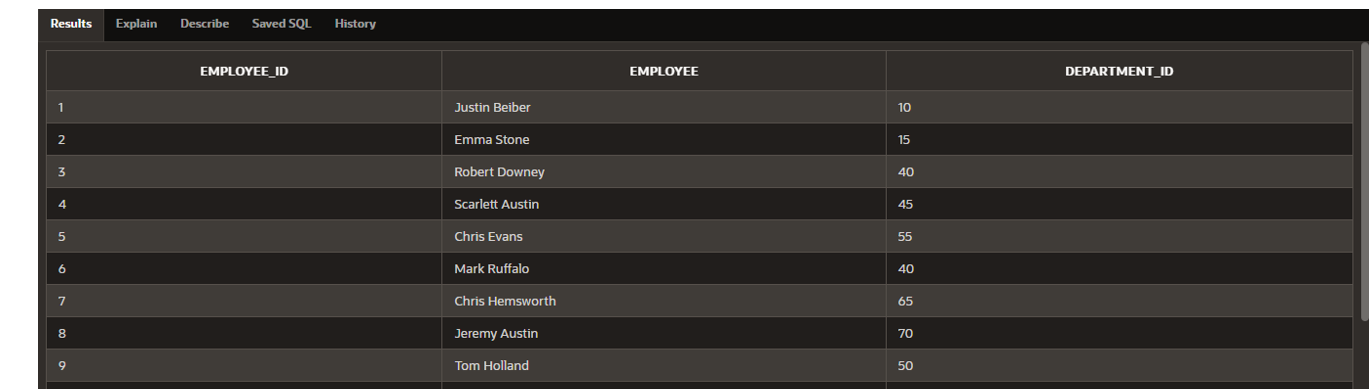 Results Explain Describe Saved SQL History
EMPLOYEE_ID EMPLOYEE DEPARTMENT_ID
1 Justin Beiber 10
2 Emma Stone 15
3 Robert Downey 40
4 Scarlett Austin 45
5 Chris Evans 55
6 Mark Ruffalo 40
7 Chris Hemsworth 65
8 Jeremy Austin 70
9 Tom Holland 50